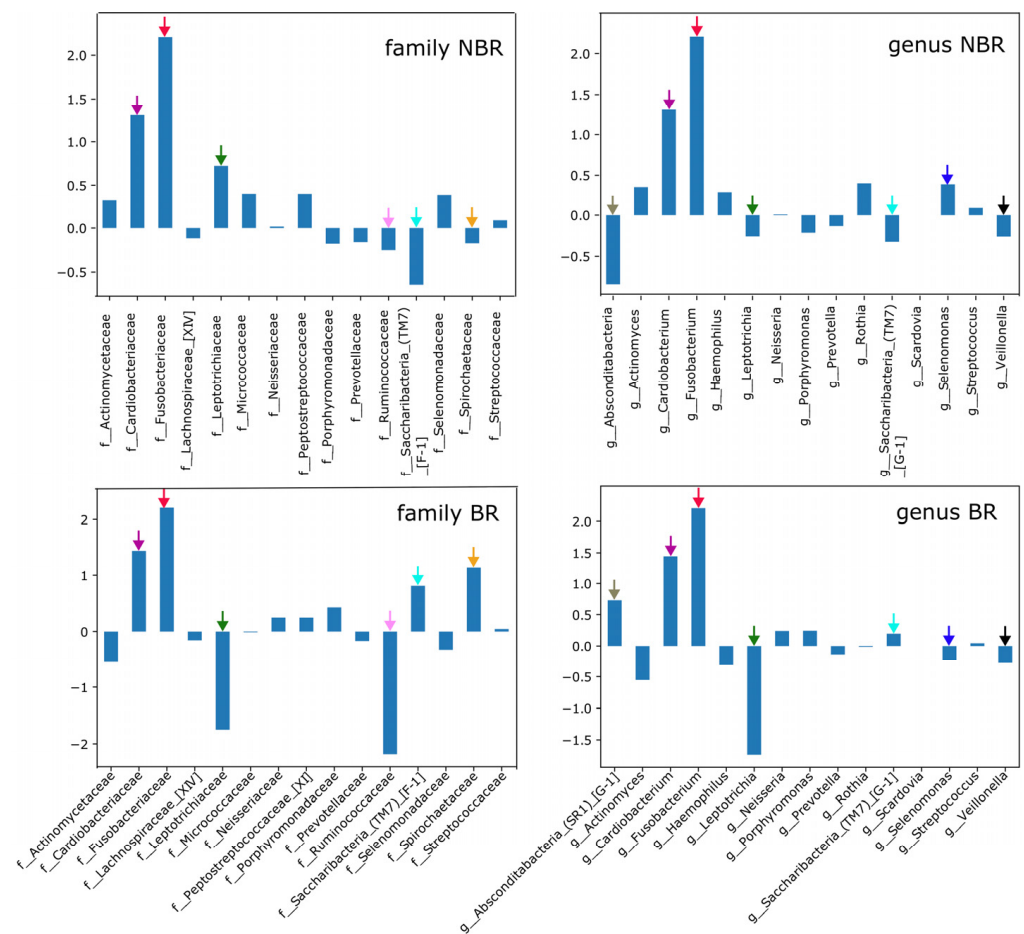 family NBR
2.0
1.5
1.0
0.5
0.0
−0.5
f__Actinomycetaceae
f__Cardiobacteriaceae
f__Fusobacteriaceae
f__Lachnospiraceae_[XIV]
f__Leptotrichiaceae
f__Micrococcaceae
f__Neisseriaceae
f__Peptostreptococcaceae
f__Porphyromonadaceae
f__Prevotellaceae
f__Ruminococcaceae
f__Saccharibacteria_(TM7)
_[F-1]
f__Selenomonadaceae
f__Spirochaetaceae
f__Streptococcaceae
genus NBR
2.0
1.5
1.0
0.5
0.0
−0.5
g__Absconditabacteria
g__Actinomyces
g__Cardiobacterium
g__Fusobacterium
g__Haemophilus
g__Leptotrichia
g__Neisseria
g__Porphyromonas
g__Prevotella
g__Rothia
g__Saccharibacteria_(TM7)
_[G-1]
g__Scardovia
g__Selenomonas
g__Streptococcus
g__Veillonella
family BR
2
1
0
−1
−2
f__Actinomycetaceae
f__Cardiobacteriaceae
f__Fusobacteriaceae
f__Lachnospiraceae_[XIV]
f__Leptotrichiaceae
f__Micrococcaceae
f__Neisseriaceae
f__Peptostreptococcaceae_[XI]
f__Porphyromonadaceae
f__Prevotellaceae
f__Ruminococcaceae
f__Saccharibacteria_(TM7)_[F-1]
f__Selenomonadaceae
f__Spirochaetaceae
f__Streptococcaceae
genus BR
2.0
1.5
1.0
0.5
0.0
−0.5
−1.0
−1.5
g__Absconditabacteria_(SR1)_[G-1]
g__Actinomyces
g__Cardiobacterium
g__Fusobacterium
g__Haemophilus
g__Leptotrichia
g__Neisseria
g__Porphyromonas
g__Prevotella
g__Rothia
g__Saccharibacteria_(TM7)_[G-1]
g__Scardovia
g__Selenomonas
g__Streptococcus
g__Veillonella